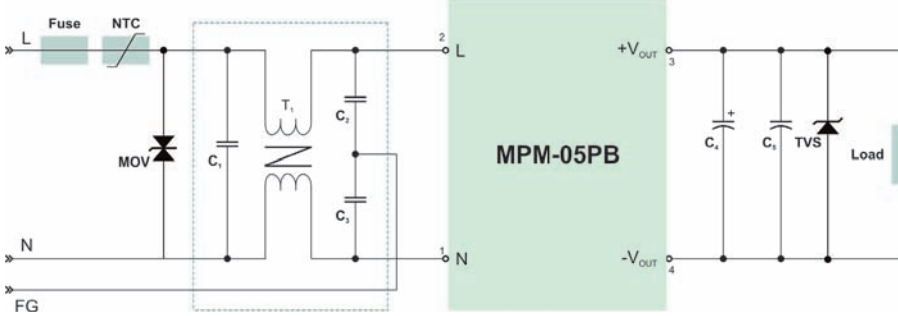 Fuse NTC
L
2
L
+VOUT
3
T1
C2
MOV
C1
MPM-05PB
+
C4
C5
TVS
Load
C3
N
1
N
-VOUT
4
FG